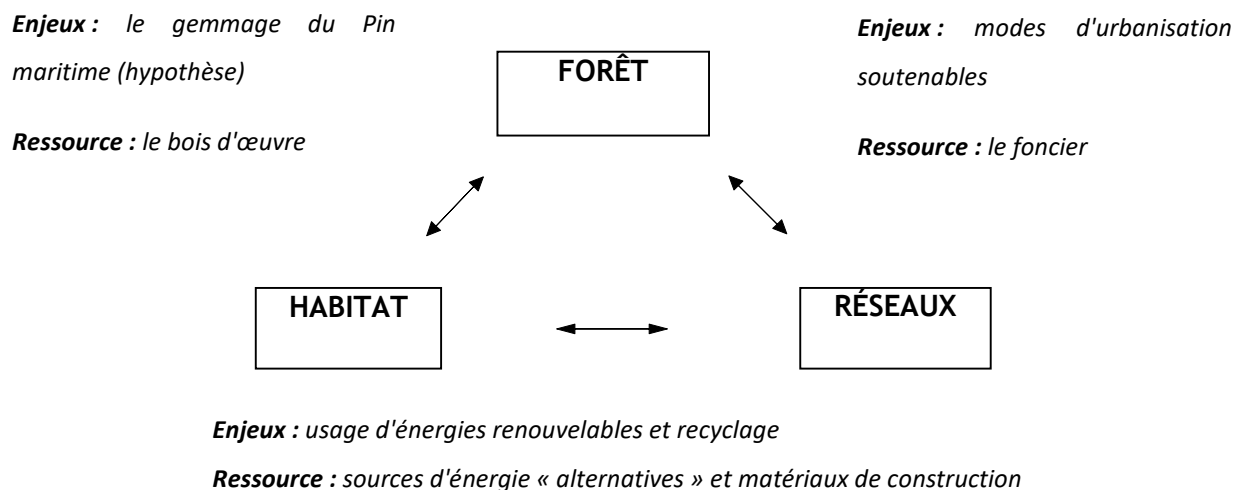 Enjeux : le gemmage du Pin
maritime (hypothèse)
Ressource : le bois d'œuvre
FORÊT
Enjeux : modes d'urbanisation
soutenables
Ressource : le foncier
HABITAT
RÉSEAUX
Enjeux : usage d'énergies renouvelables et recyclage
Ressource : sources d'énergie « alternatives » et matériaux de construction